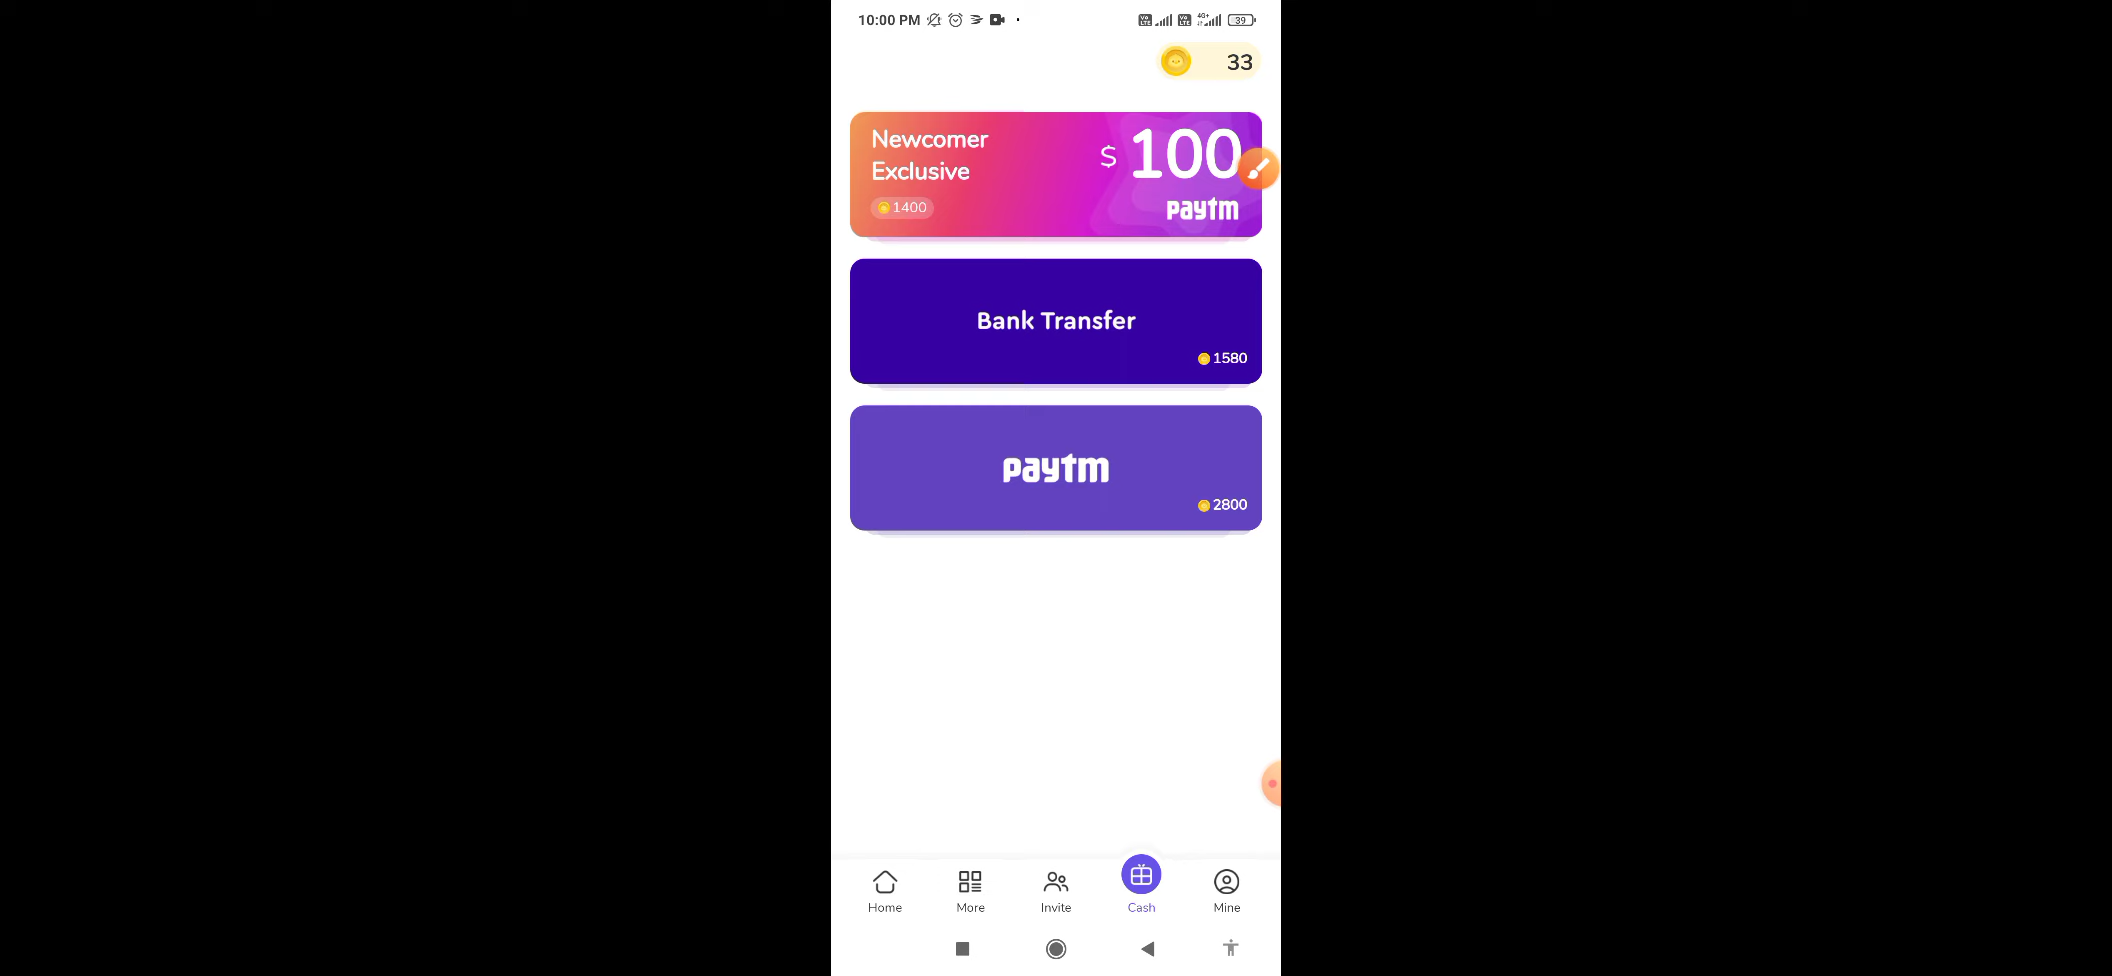 10:00 PM
39
33
Newcomer
Exclusive
$ 100
1400
paytm
Bank Transfer
1580
paytm
2800
Home
More
Invite
Cash
Mine